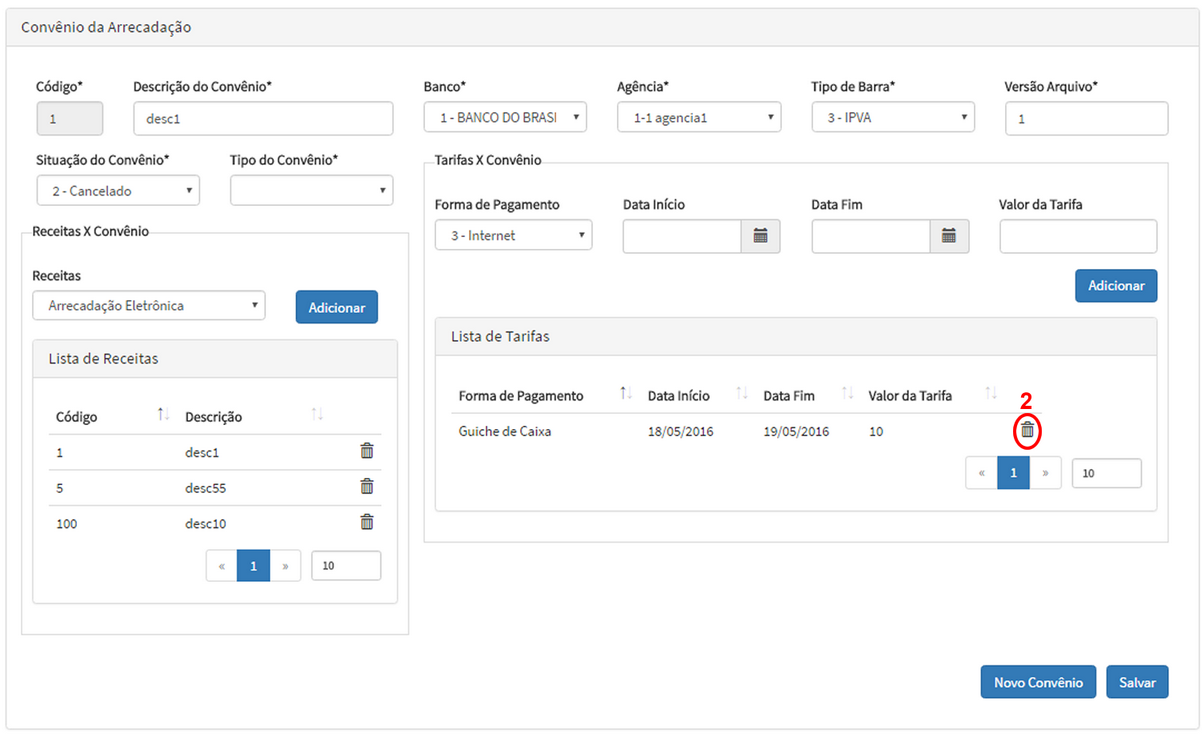 Convênio da Arrecadação
Código* Descrição do Convênio* Banco* Agência* Tipo de Barra* Versão Arquivo*
1 desc1 1 - BANCO DO BRASI 1-1 agencia1 3 - IPVA 1
Situação do Convênio* Tipo do Convênio*
2 - Cancelado
Receitas X Convênio
Receitas
Arrecadação Eletrônica Adicionar
Lista de Receitas
Código Descrição
1 desc1
5 desc55
100 desc10
« 1 » 10
Tarifas X Convênio
Forma de Pagamento Data Início Data Fim Valor da Tarifa
3 - Internet
Adicionar
Lista de Tarifas
Forma de Pagamento Data Início Data Fim Valor da Tarifa
2
Guiche de Caixa 18/05/2016 19/05/2016 10
« 1 » 10
Novo Convênio Salvar